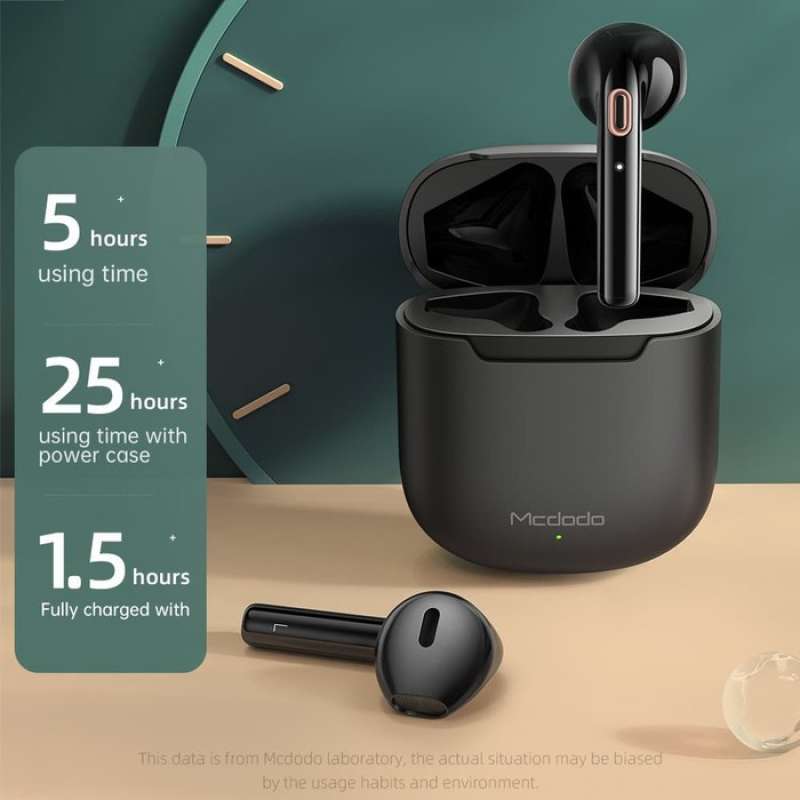 5 hours
using time
25 hours
using time with
power case
1.5 hours
Fully charged with
Mcdodo
L
This data is from Mcdodo laboratory, the actual situation may be biased
by the usage habits and environment.